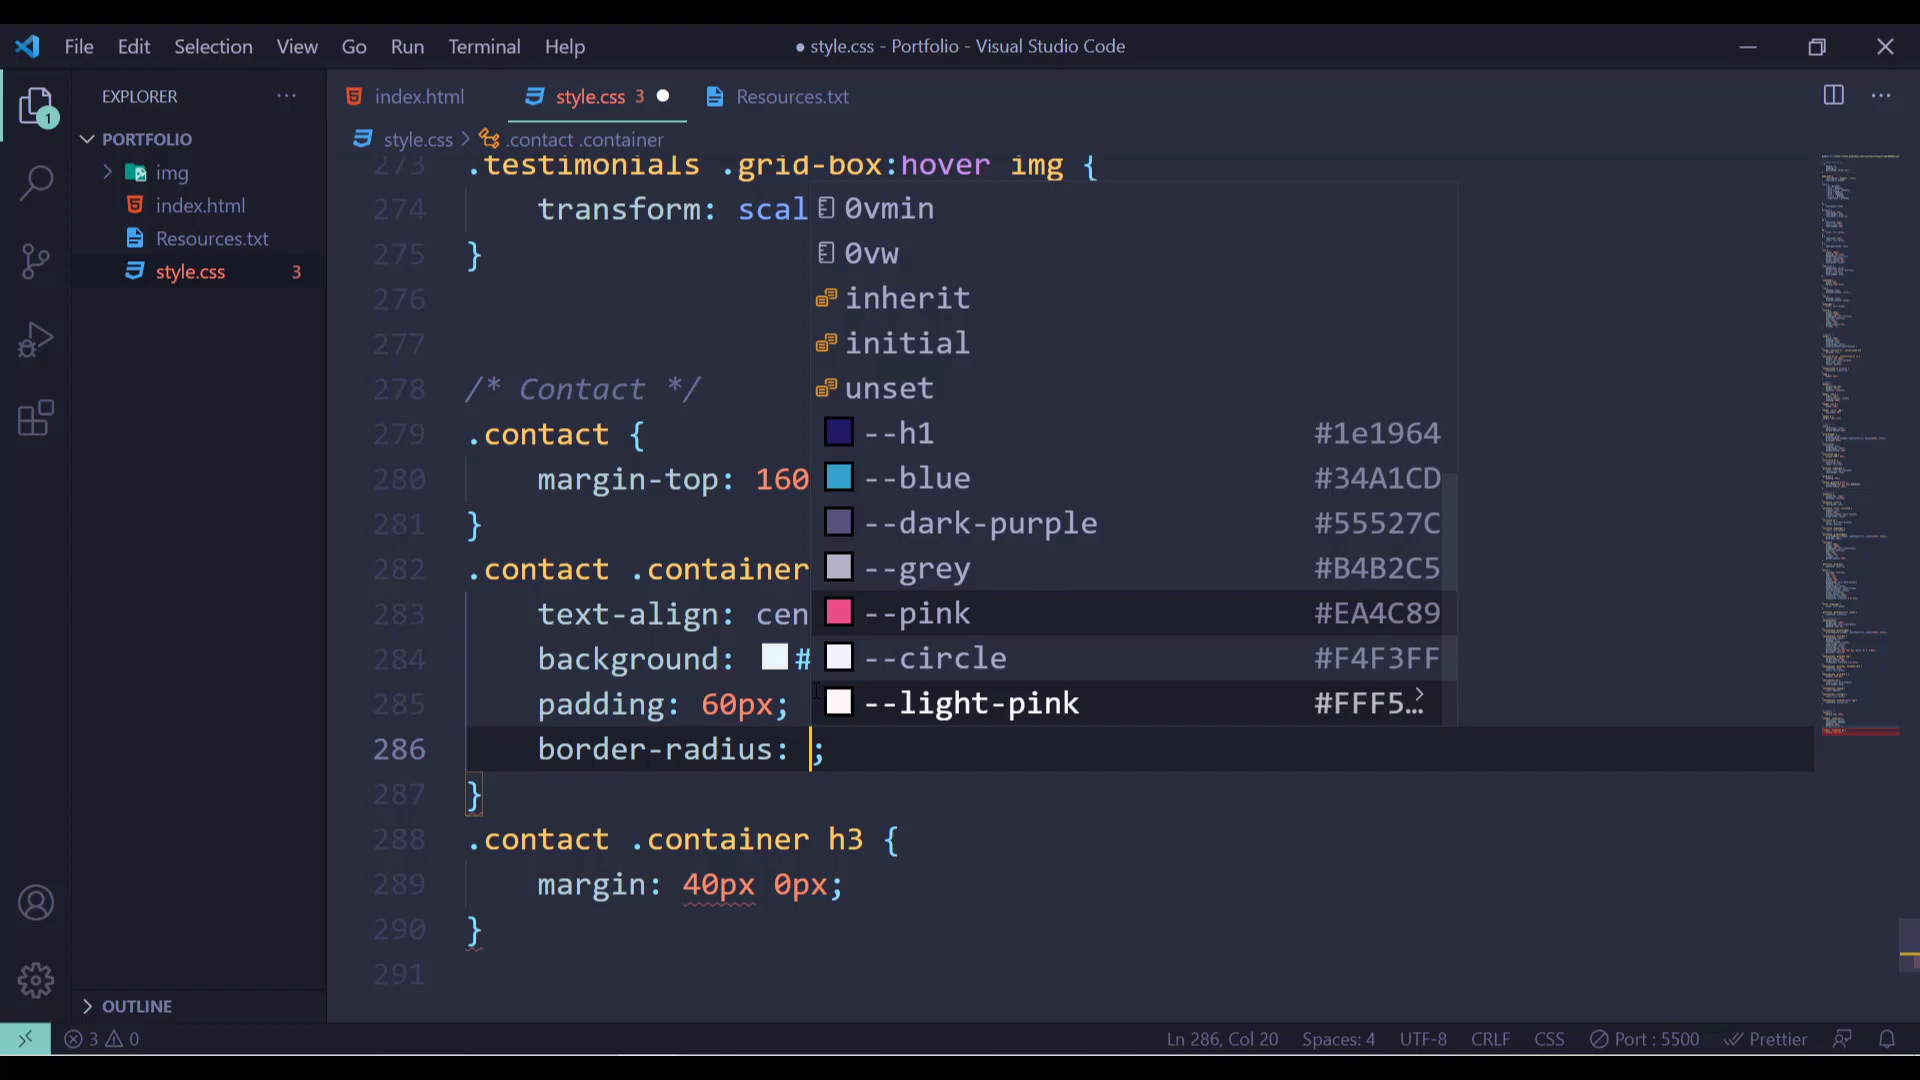 File Edit Selection View Go Run Terminal Help
● style.css - Portfolio - Visual Studio Code
EXPLORER
PORTFOLIO
img
index.html
Resources.txt
style.css 3
OUTLINE
1
index.html
style.css 3
Resources.txt
style.css > .contact .container
273 .testimonials .grid-box:hover img {
274 transform: scal
275 }
276
277
278 /* Contact */
279 .contact {
280 margin-top: 160
281 }
282 .contact .container
283 text-align: cen
284 background: #
285 padding: 60px;
286 border-radius: ;
287 }
288 .contact .container h3 {
289 margin: 40px 0px;
290 }
291
0vmin
0vw
inherit
initial
unset
--h1 #1e1964
--blue #34A1CD
--dark-purple #55527C
--grey #B4B2C5
--pink #EA4C89
--circle #F4F3FF
--light-pink #FFF5…
3 0
Ln 286, Col 20 Spaces: 4 UTF-8 CRLF CSS Port : 5500 Prettier